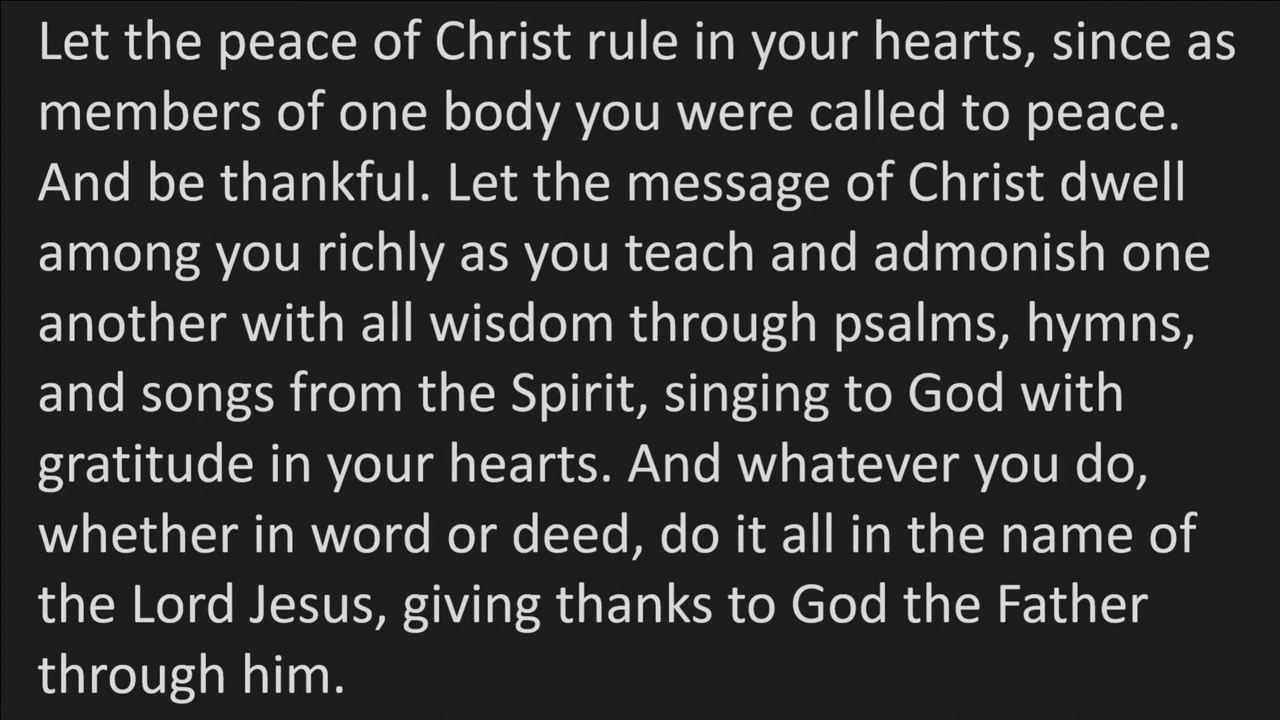 Let the peace of Christ rule in your hearts, since as
members of one body you were called to peace.
And be thankful. Let the message of Christ dwell
among you richly as you teach and admonish one
another with all wisdom through psalms, hymns,
and songs from the Spirit, singing to God with
gratitude in your hearts. And whatever you do,
whether in word or deed, do it all in the name of
the Lord Jesus, giving thanks to God the Father
through him.